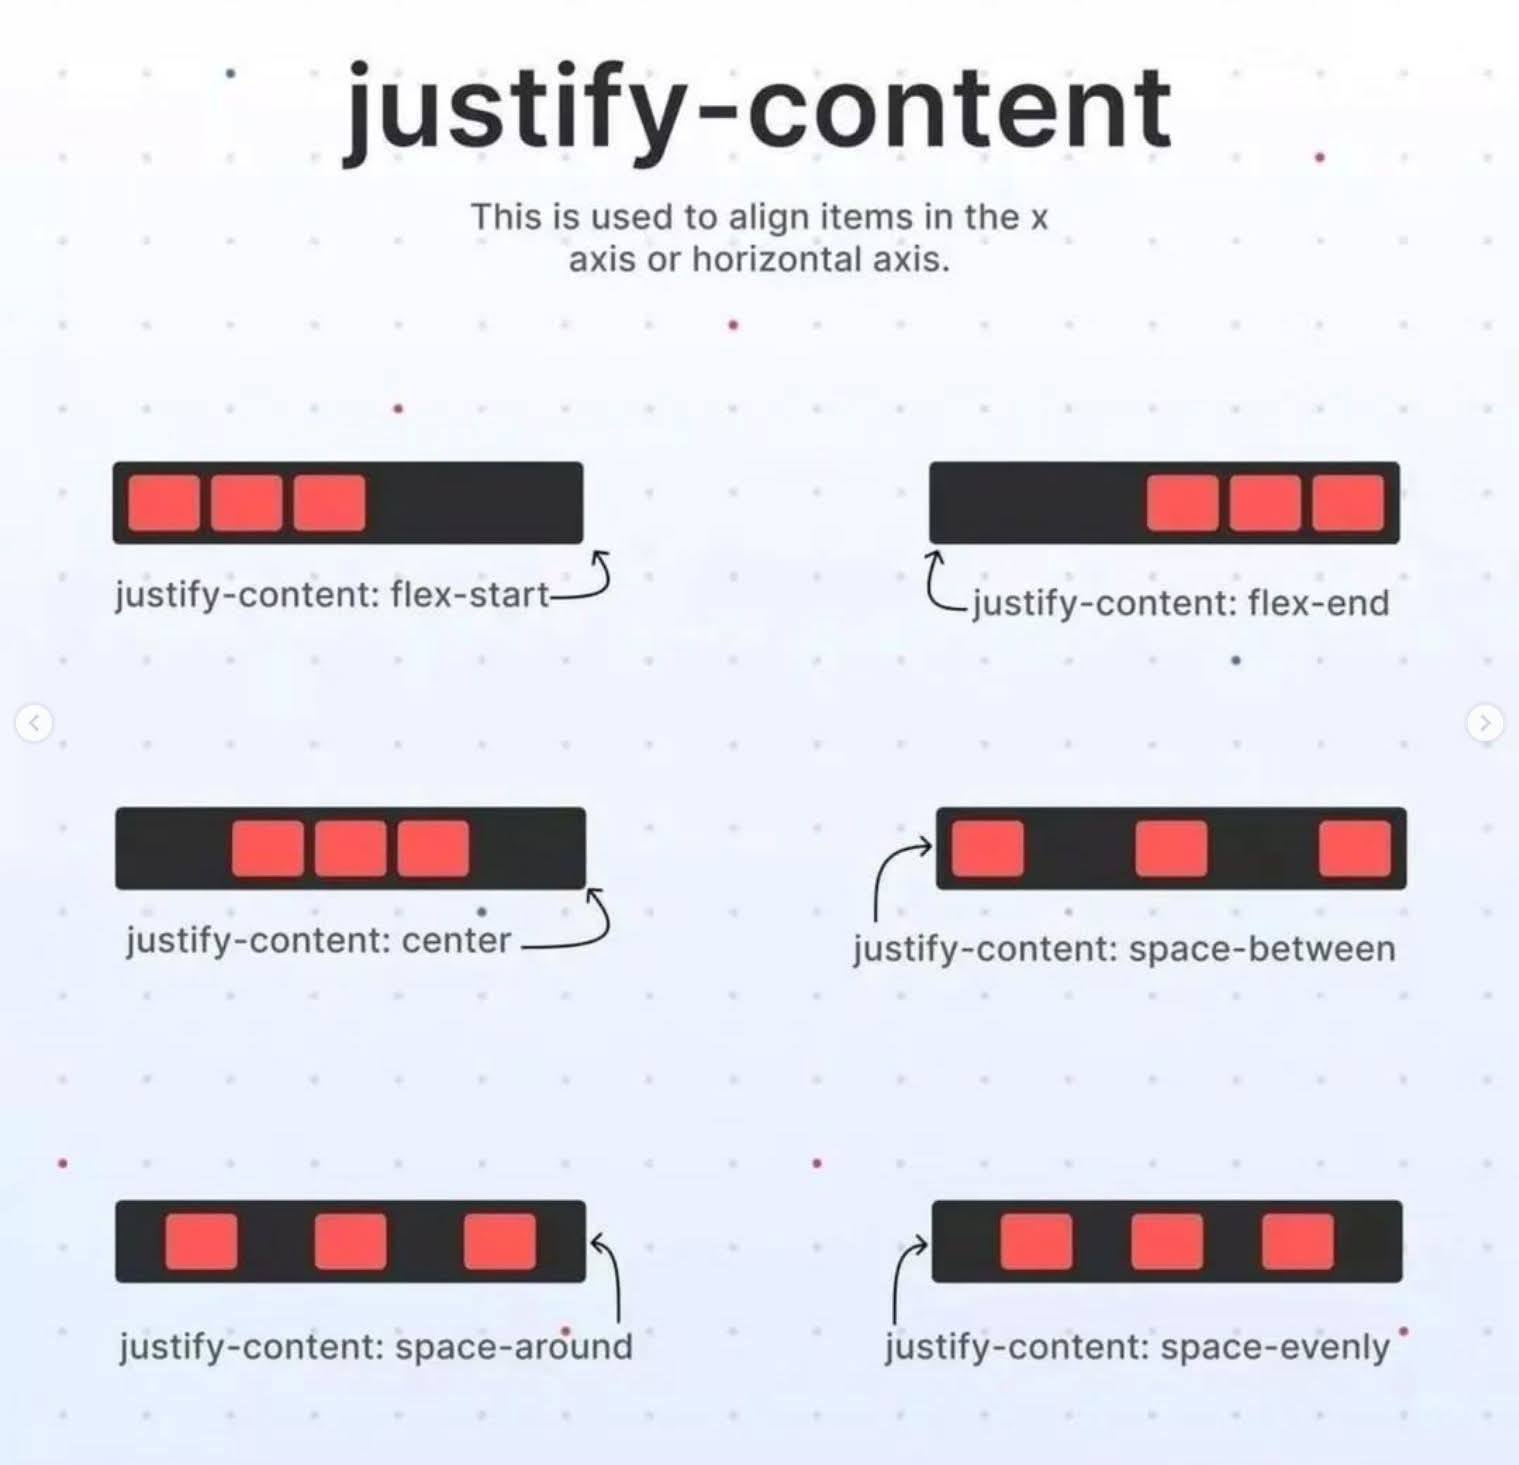 justify-content
This is used to align items in the x
axis or horizontal axis.
justify-content: flex-start
justify-content: flex-end
justify-content: center
justify-content: space-between
justify-content: space-around
justify-content: space-evenly